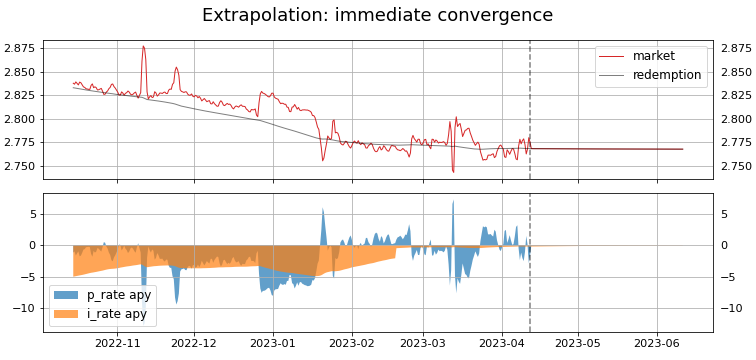 Extrapolation: immediate convergence
2.875 2.875
2.850 2.850
2.825 2.825
2.800 2.800
2.775 2.775
2.750 2.750
market
redemption
5 5
0 0
−5 −5
−10 −10
p_rate apy
i_rate apy
2022-11 2022-12 2023-01 2023-02 2023-03 2023-04 2023-05 2023-06